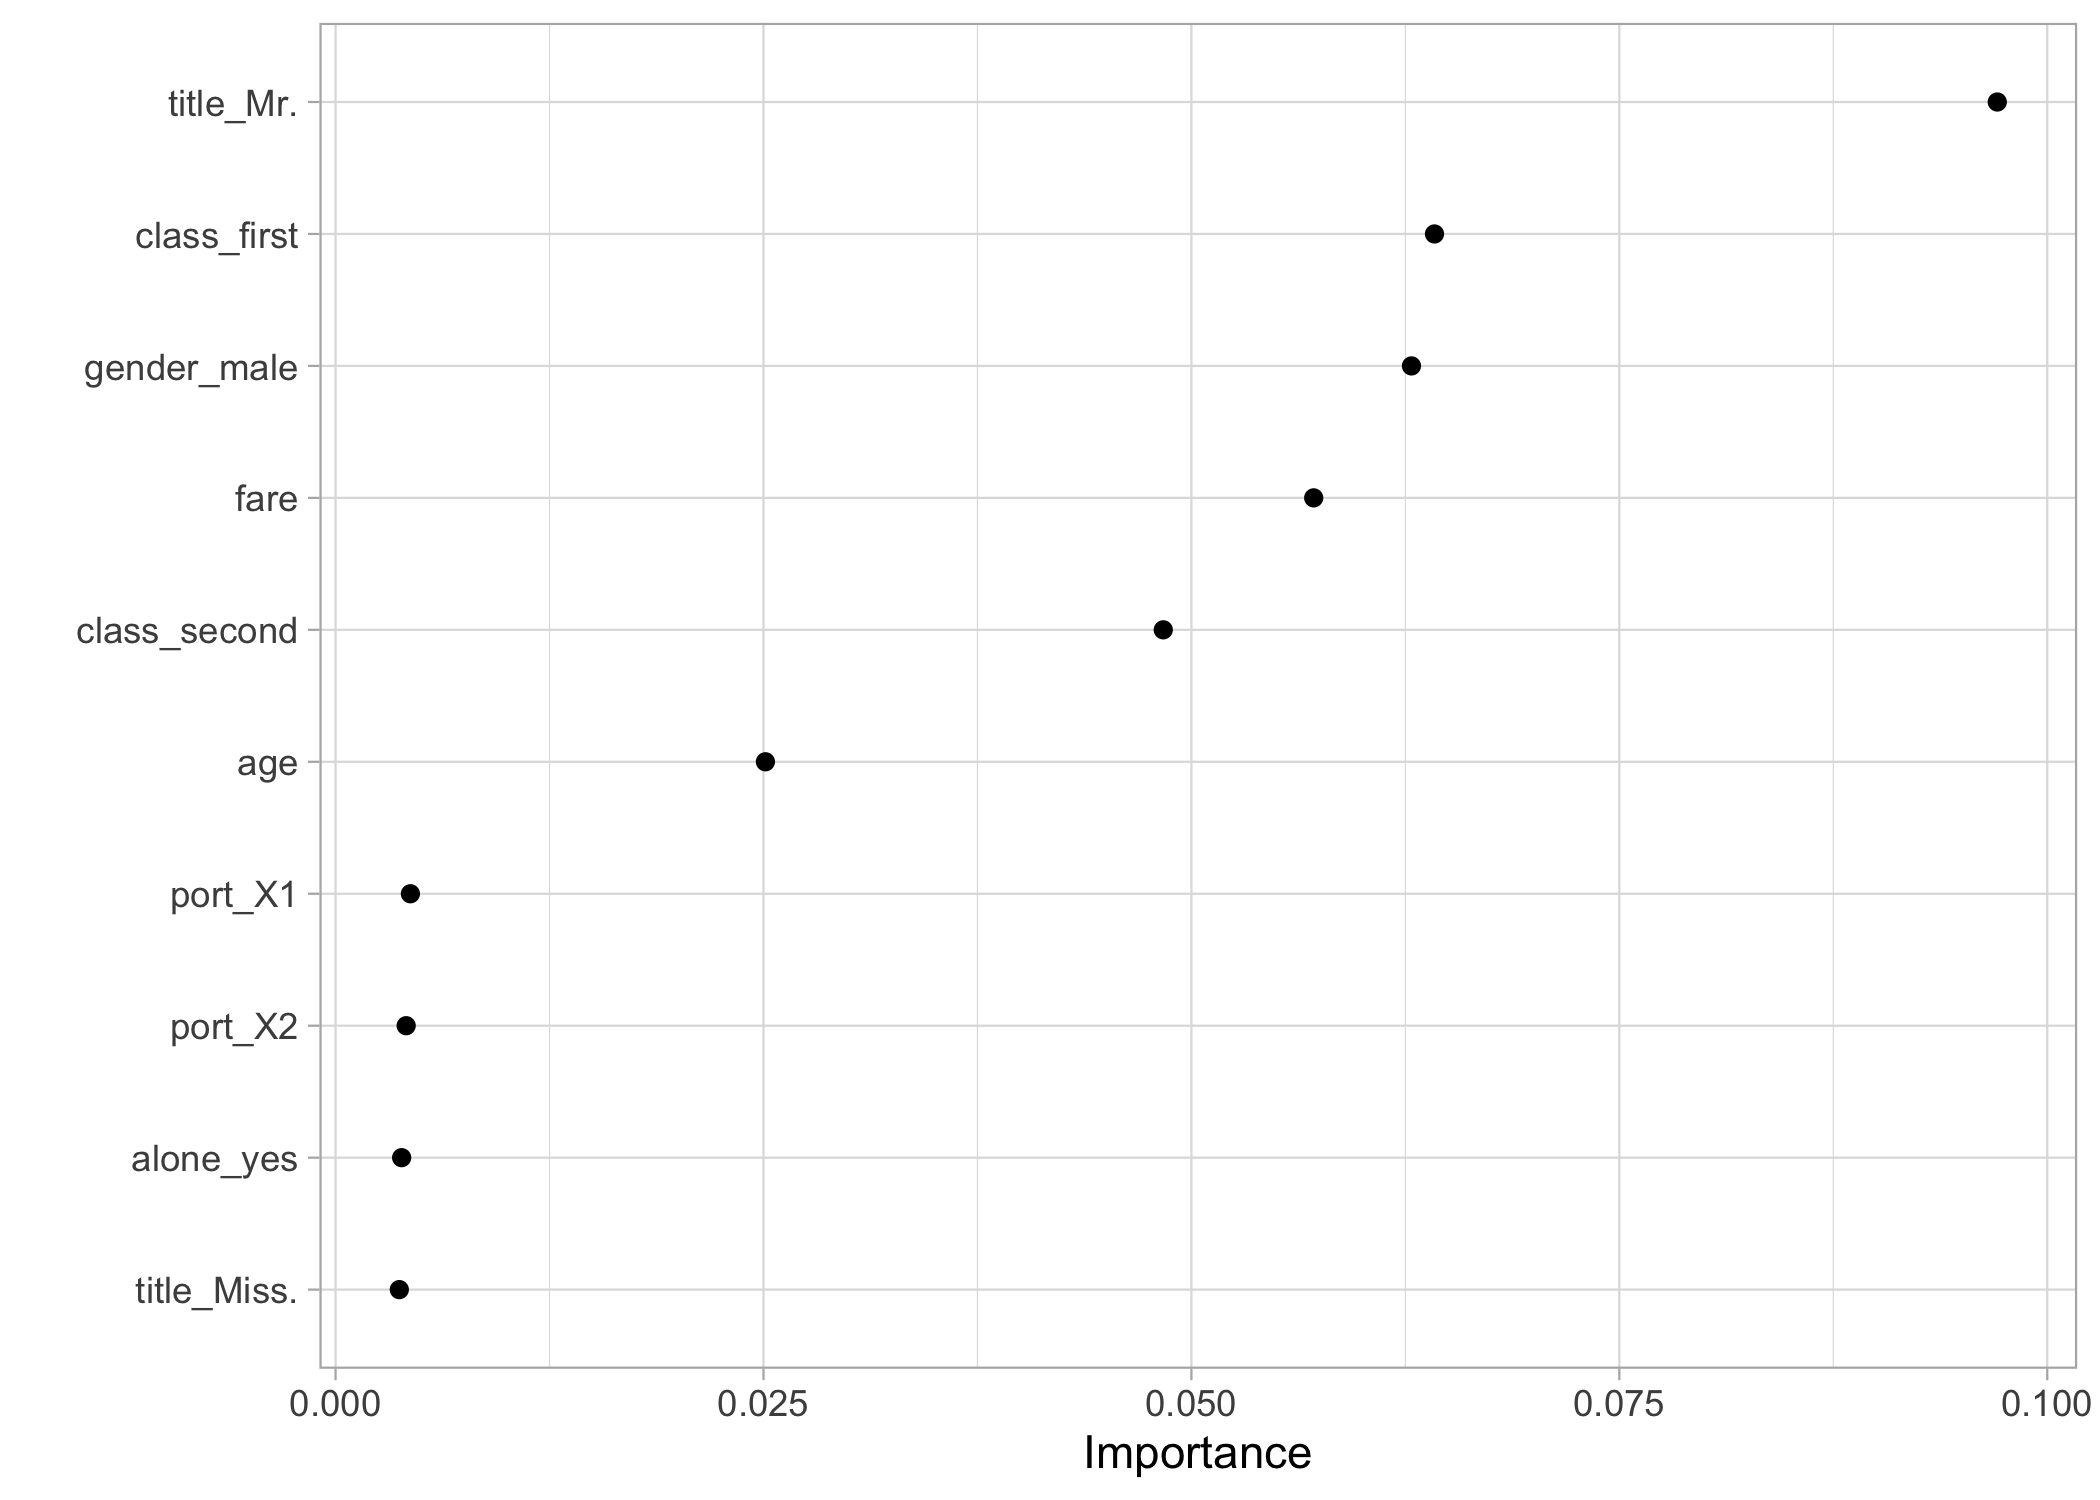 title_Mr.
class_first
gender_male
fare
class_second
age
port_X1
port_X2
alone_yes
title_Miss.
0.000 0.025 0.050 0.075 0.100
Importance